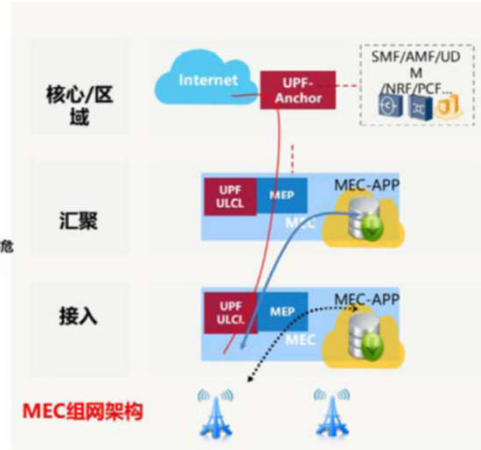 SMF/AMF/UD
M
/NRF/PCF...
Internet
UPF-
Anchor
核心/区
域
UPF
ULCL
MEP
MEC-APP
MEC
汇聚
危
UPF
ULCL
MEP
MEC-APP
MEC
接入
MEC组网架构